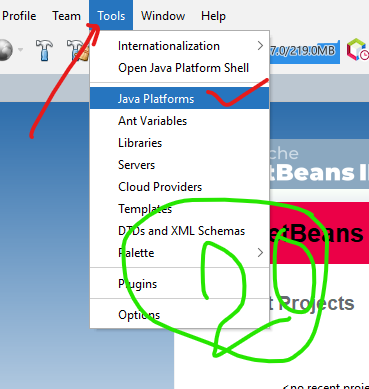 Profile Team Tools Window Help
Internationalization
7.0/219.0MB
Open Java Platform Shell
Java Platforms
Ant Variables
Libraries
che
Servers
etBeans I
Cloud Providers
Templates
DTDs and XML Schemas
etBeans
Palette
Plugins
t Projects
Options
<no recent proje